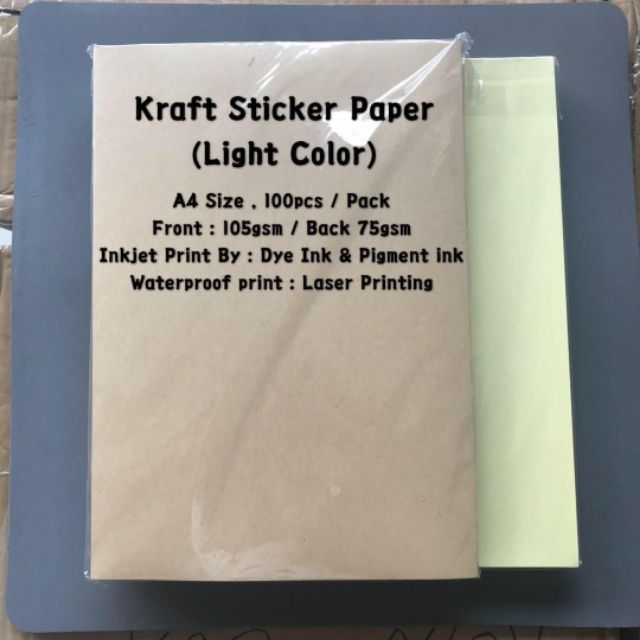 Kraft Sticker Paper
(Light Color)
A4 Size , 100pcs / Pack
Front : 105gsm / Back 75gsm
Inkjet Print By : Dye Ink & Pigment ink
Waterproof print : Laser Printing